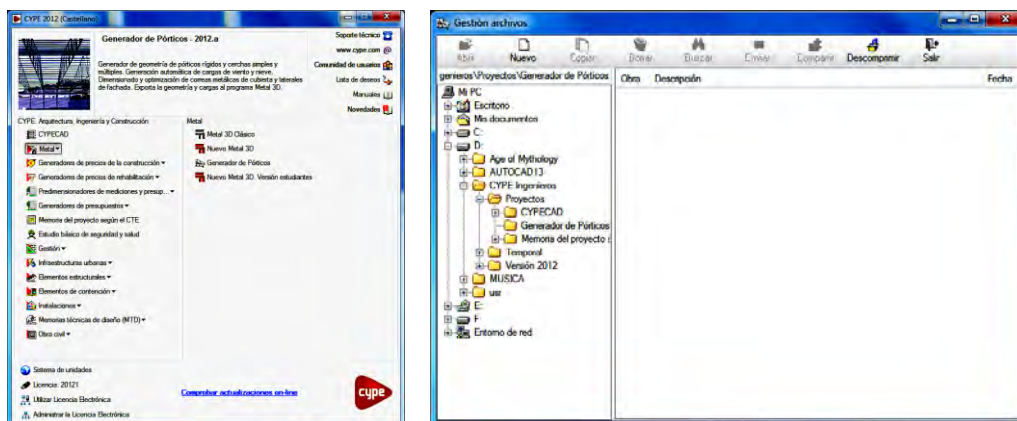 CYPE 2012 (Castellano)
Generador de Pórticos - 2012.a
Generador de geometría de pórticos rígidos y cerchas simples y
múltiples. Generación automática de cargas de viento y nieve.
Dimensionado y optimización de correas metálicas de cubierta y laterales
de fachada. Exporta la geometría y cargas al programa Metal 3D.
Soporte técnico
www.cype.com
Comunidad de usuarios
Lista de deseos
Manuales
Novedades
CYPE. Arquitectura, Ingeniería y Construcción
CYPECAD
Metal
Generadores de precios de la construcción
Generadores de precios de rehabilitación
Predimensionadores de mediciones y presup...
Generadores de presupuestos
Memoria del proyecto según el CTE
Estudio básico de seguridad y salud
Gestión
Infraestructuras urbanas
Elementos estructurales
Elementos de contención
Instalaciones
Memorias técnicas de diseño (MTD)
Obra civil
Metal
Metal 3D Clásico
Nuevo Metal 3D
Generador de Pórticos
Nuevo Metal 3D. Versión estudiantes
Sistema de unidades
Licencia: 20121
Utilizar Licencia Electrónica
Administrar la Licencia Electrónica
Comprobar actualizaciones on-line
cype
Gestión archivos
Abrir Nuevo Copiar Borrar Buscar Enviar Compartir Descomprimir Salir
genieros\Proyectos\Generador de Pórticos
Obra Descripción Fecha
Mi PC
Escritorio
Mis documentos
C:
D:
Age of Mythology
AUTOCAD13
CYPE Ingenieros
Proyectos
CYPECAD
Generador de Pórticos
Memoria del proyecto s
Temporal
Versión 2012
MUSICA
usr
E:
F
Entorno de red